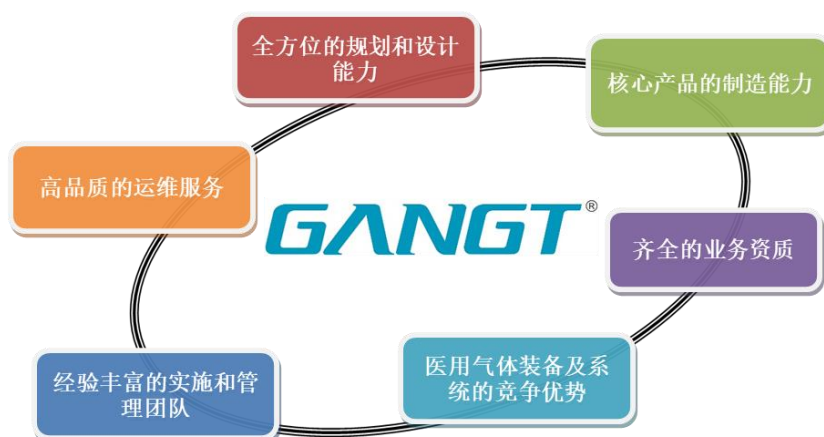 全方位的规划和设计
能力
核心产品的制造能力
高品质的运维服务
GANGT®
齐全的业务资质
医用气体装备及系
统的竞争优势
经验丰富的实施和管
理团队